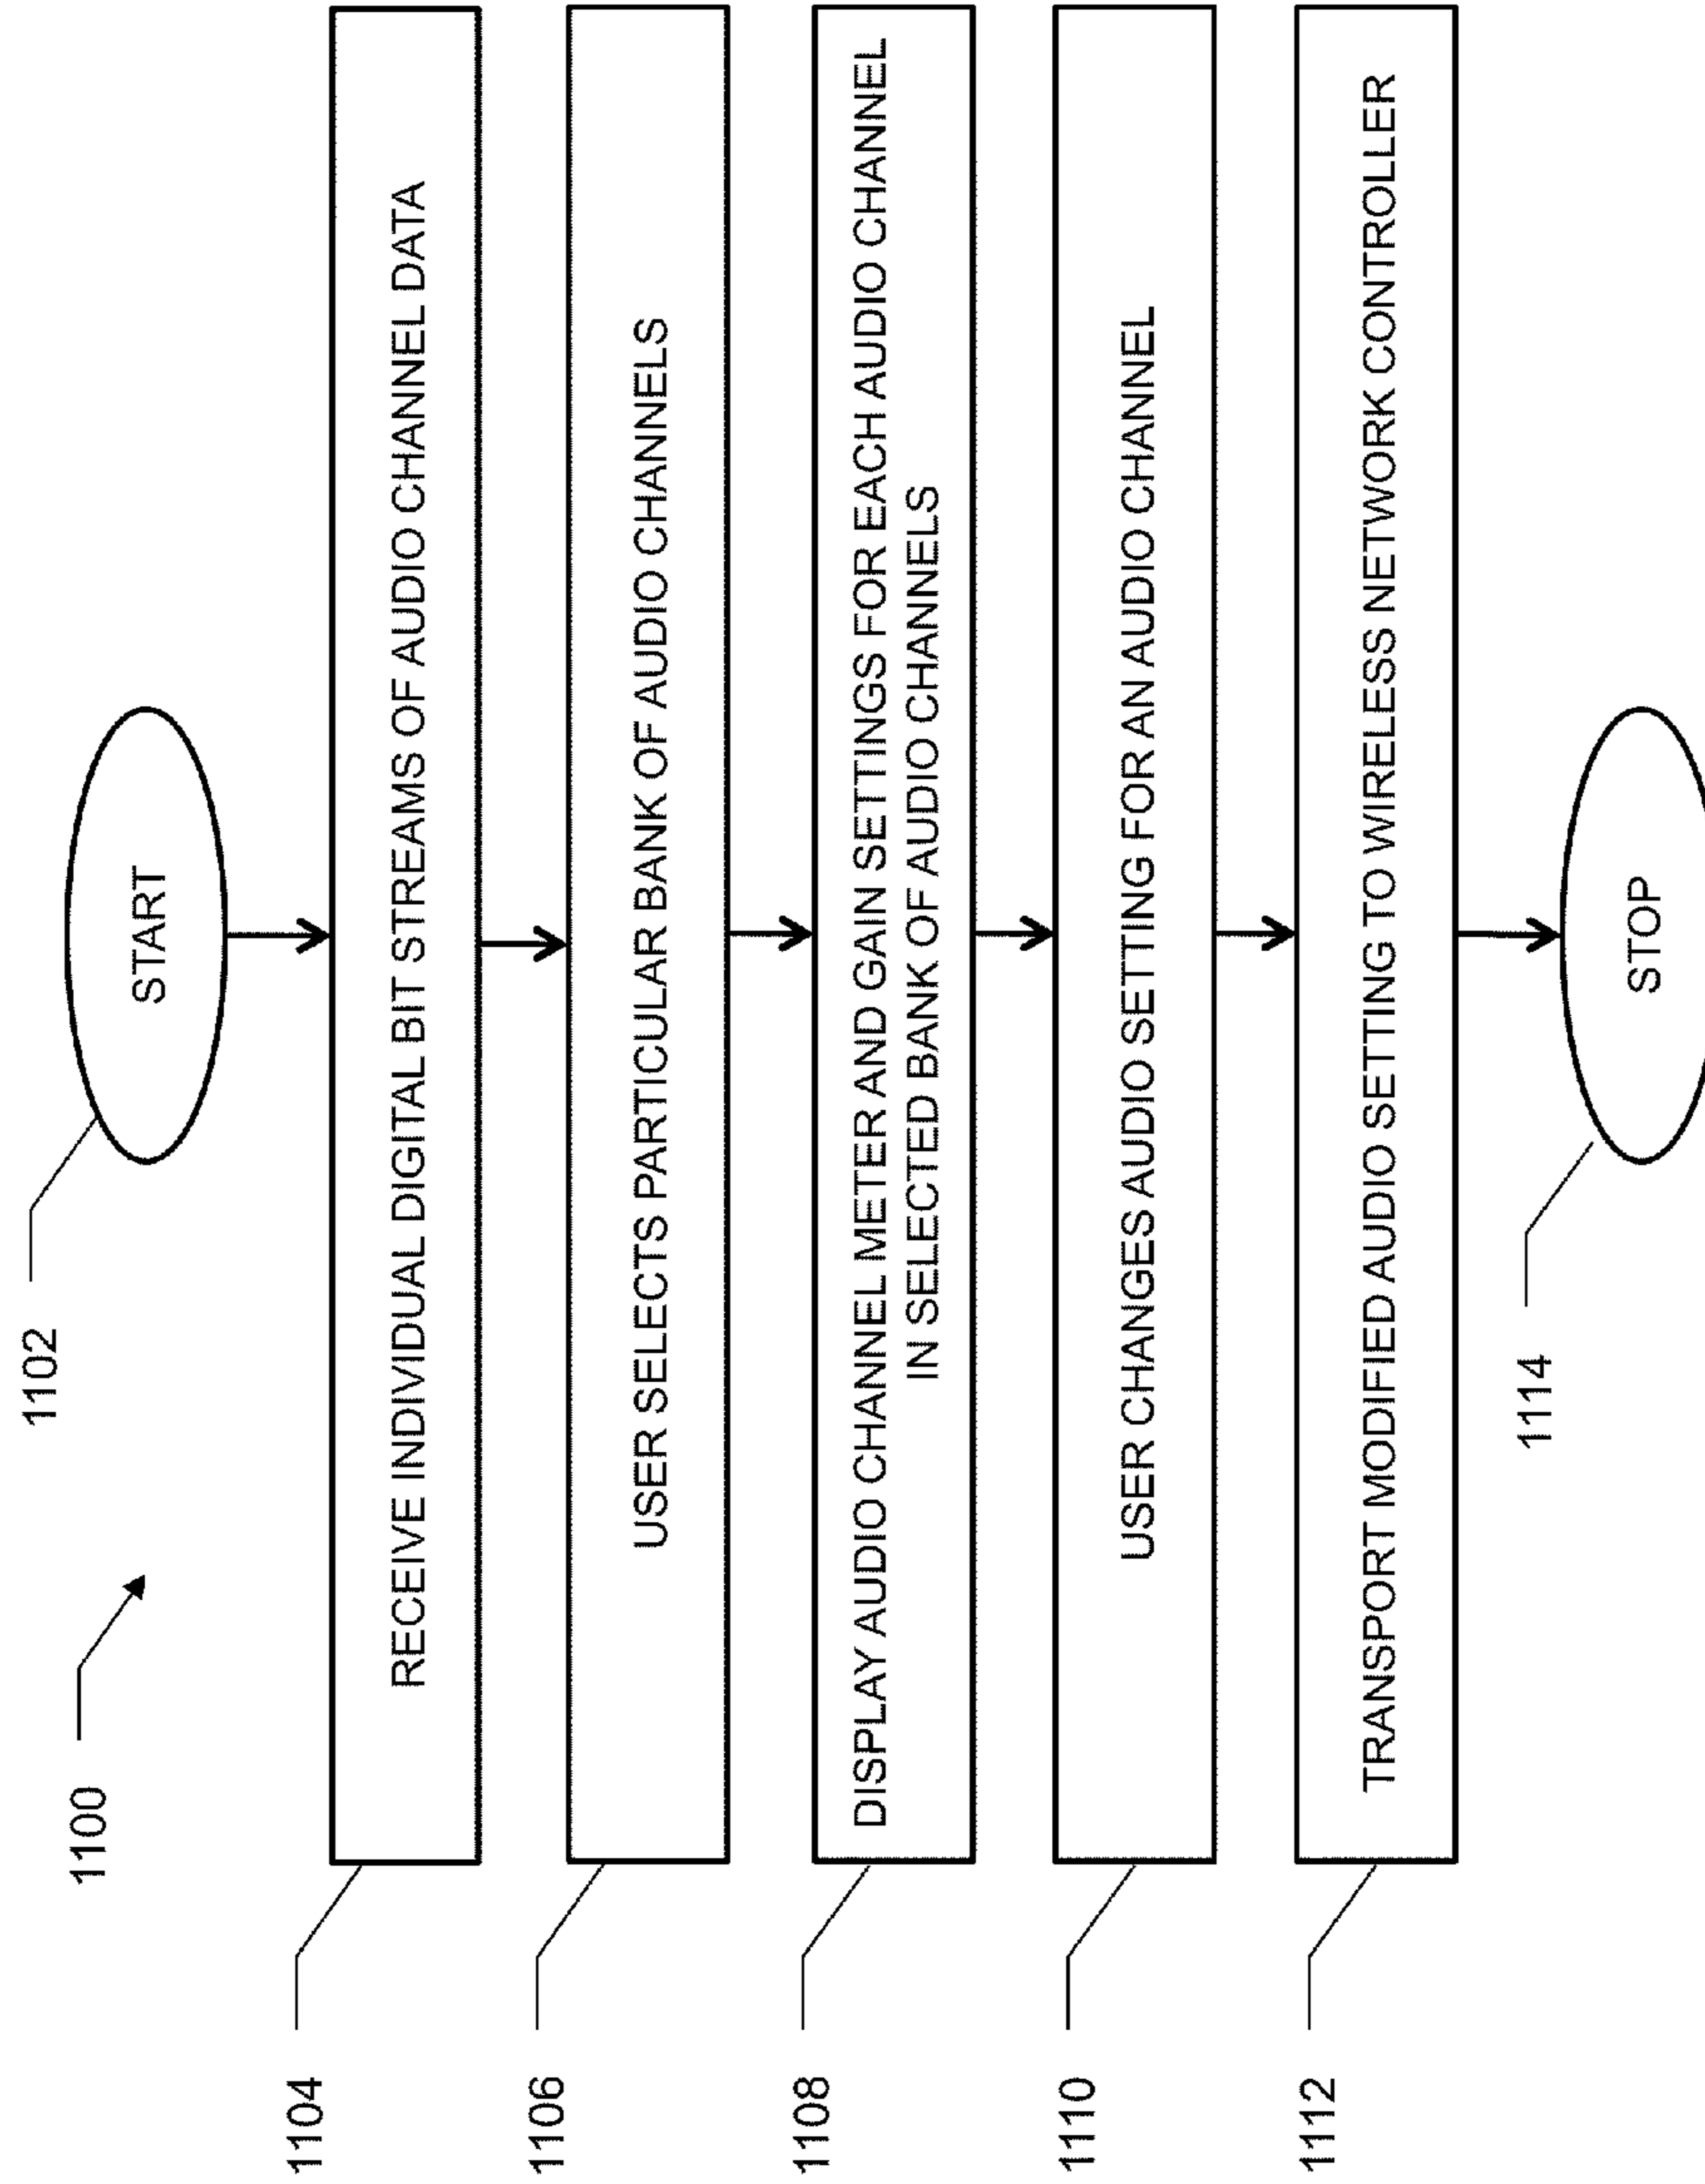 1100
1102
START
1104
RECEIVE INDIVIDUAL DIGITAL BIT STREAMS OF AUDIO CHANNEL DATA
1106
USER SELECTS PARTICULAR BANK OF AUDIO CHANNELS
1108
DISPLAY AUDIO CHANNEL METER AND GAIN SETTINGS FOR EACH AUDIO CHANNEL
IN SELECTED BANK OF AUDIO CHANNELS
1110
USER CHANGES AUDIO SETTING FOR AN AUDIO CHANNEL
1112
TRANSPORT MODIFIED AUDIO SETTING TO WIRELESS NETWORK CONTROLLER
1114
STOP